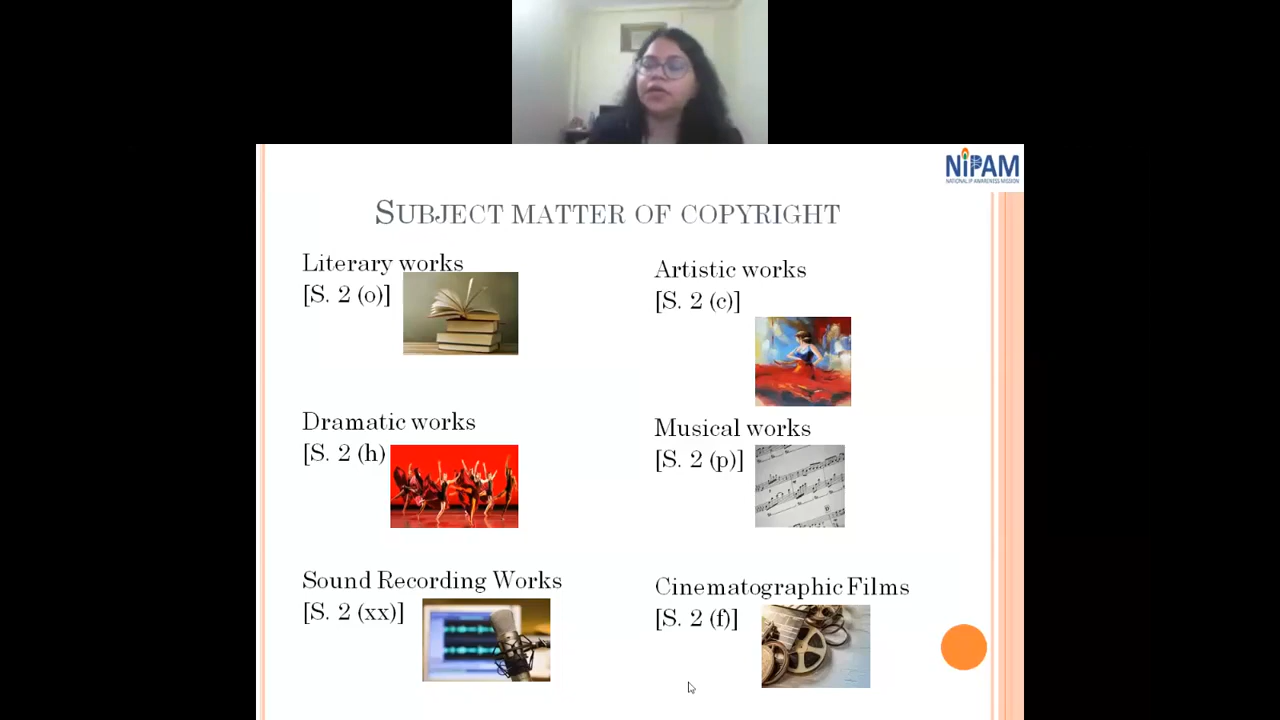 NiPAM
NATIONAL IP AWARENESS MISSION
SUBJECT MATTER OF COPYRIGHT
Literary works
[S. 2 (o)]
Artistic works
[S. 2 (c)]
Dramatic works
[S. 2 (h)
Musical works
[S. 2 (p)]
Sound Recording Works
[S. 2 (xx)]
Cinematographic Films
[S. 2 (f)]